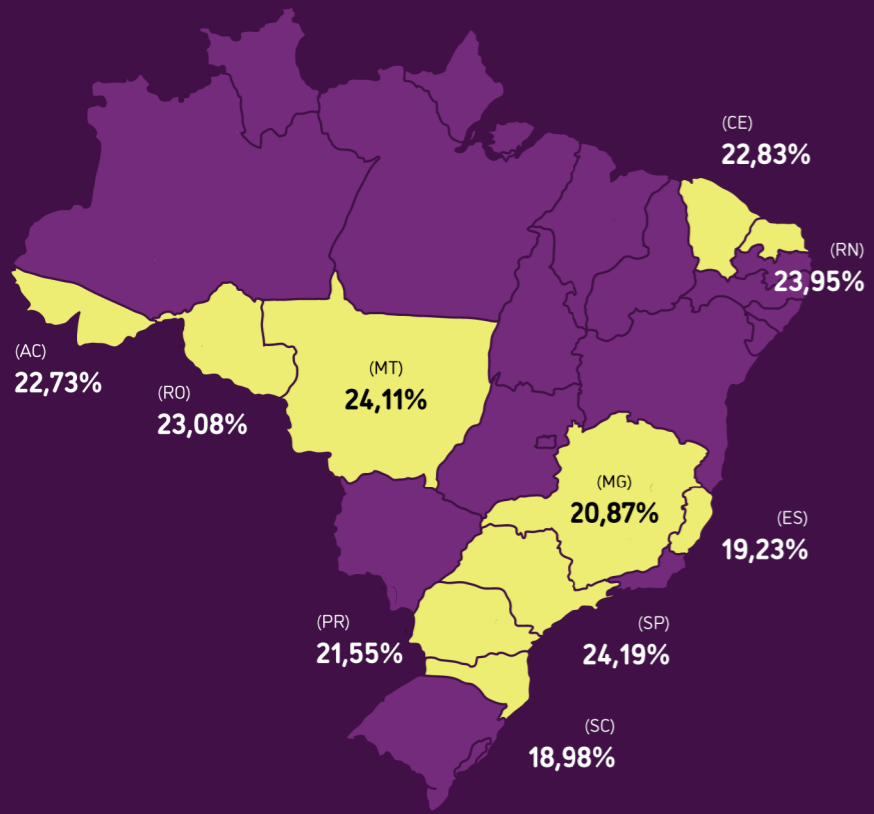 (CE)
22,83%
(RN)
23,95%
(AC)
22,73%
(RO)
23,08%
(MT)
24,11%
(MG)
20,87%
(ES)
19,23%
(PR)
21,55%
(SP)
24,19%
(SC)
18,98%